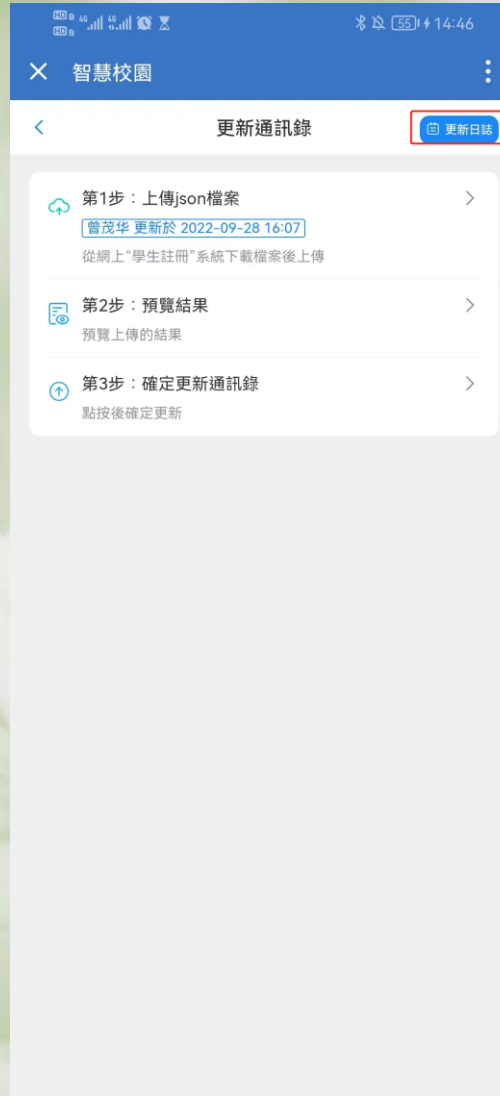 HD 46 46 55 14:46
智慧校園
更新通訊錄
更新日誌
第1步：上傳json檔案
曾茂华 更新於 2022-09-28 16:07
從網上“學生註冊”系統下載檔案後上傳
第2步：預覽結果
預覽上傳的結果
第3步：確定更新通訊錄
點按後確定更新